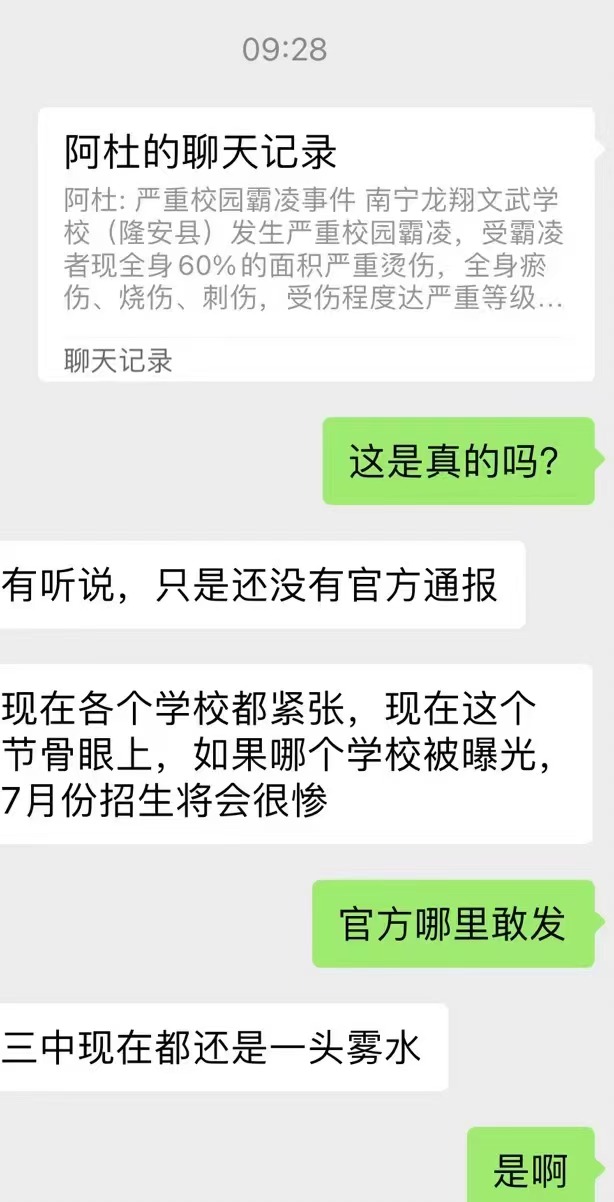 09:28
阿杜的聊天记录
阿杜: 严重校园霸凌事件 南宁龙翔文武学
校（隆安县）发生严重校园霸凌，受霸凌
者现全身60%的面积严重烫伤，全身瘀
伤、烧伤、刺伤，受伤程度达严重等级...
聊天记录
这是真的吗？
有听说，只是还没有官方通报
现在各个学校都紧张，现在这个
节骨眼上，如果哪个学校被曝光，
7月份招生将会很惨
官方哪里敢发
三中现在都还是一头雾水
是啊